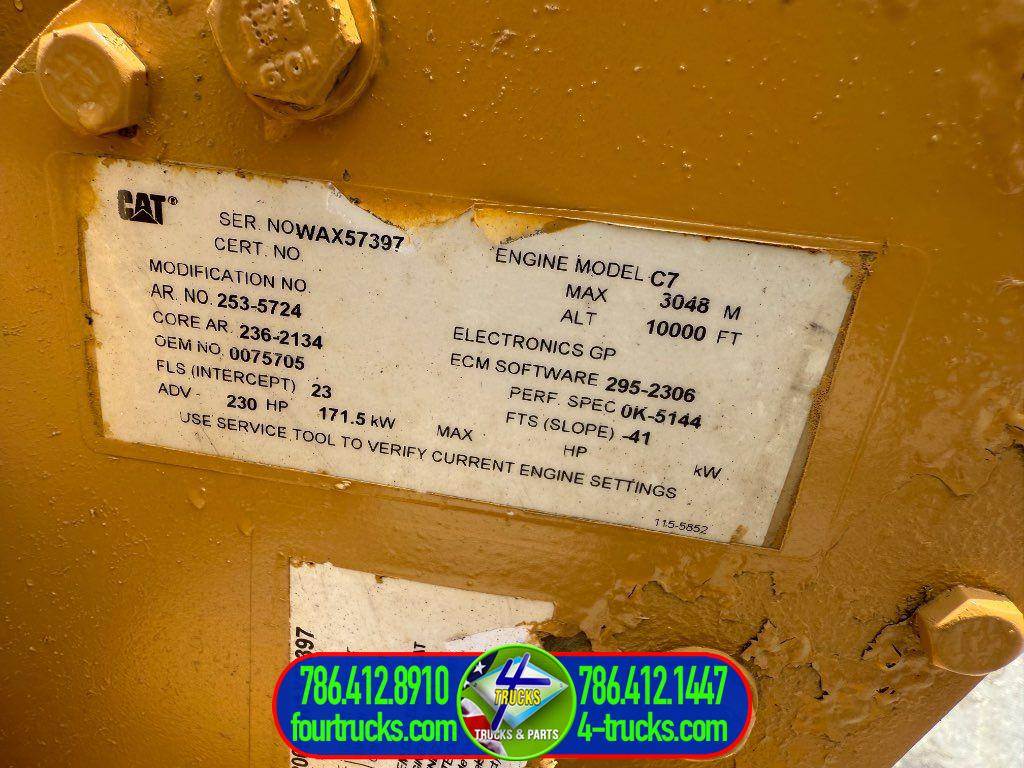 CAT®
SER. NO WAX57397
CERT. NO
MODIFICATION NO.
AR. NO. 253-5724
CORE AR. 236-2134
OEM NO. 0075705
FLS (INTERCEPT) 23
ADV - 230 HP 171.5 kW
ENGINE MODEL C7
MAX 3048 M
ALT 10000 FT
ELECTRONICS GP
ECM SOFTWARE 295-2306
PERF. SPEC 0K-5144
FTS (SLOPE) -41
MAX HP kW
USE SERVICE TOOL TO VERIFY CURRENT ENGINE SETTINGS
115-5852
397
786.412.8910
fourtrucks.com
4
TRUCKS
TRUCKS & PARTS
786.412.1447
4-trucks.com